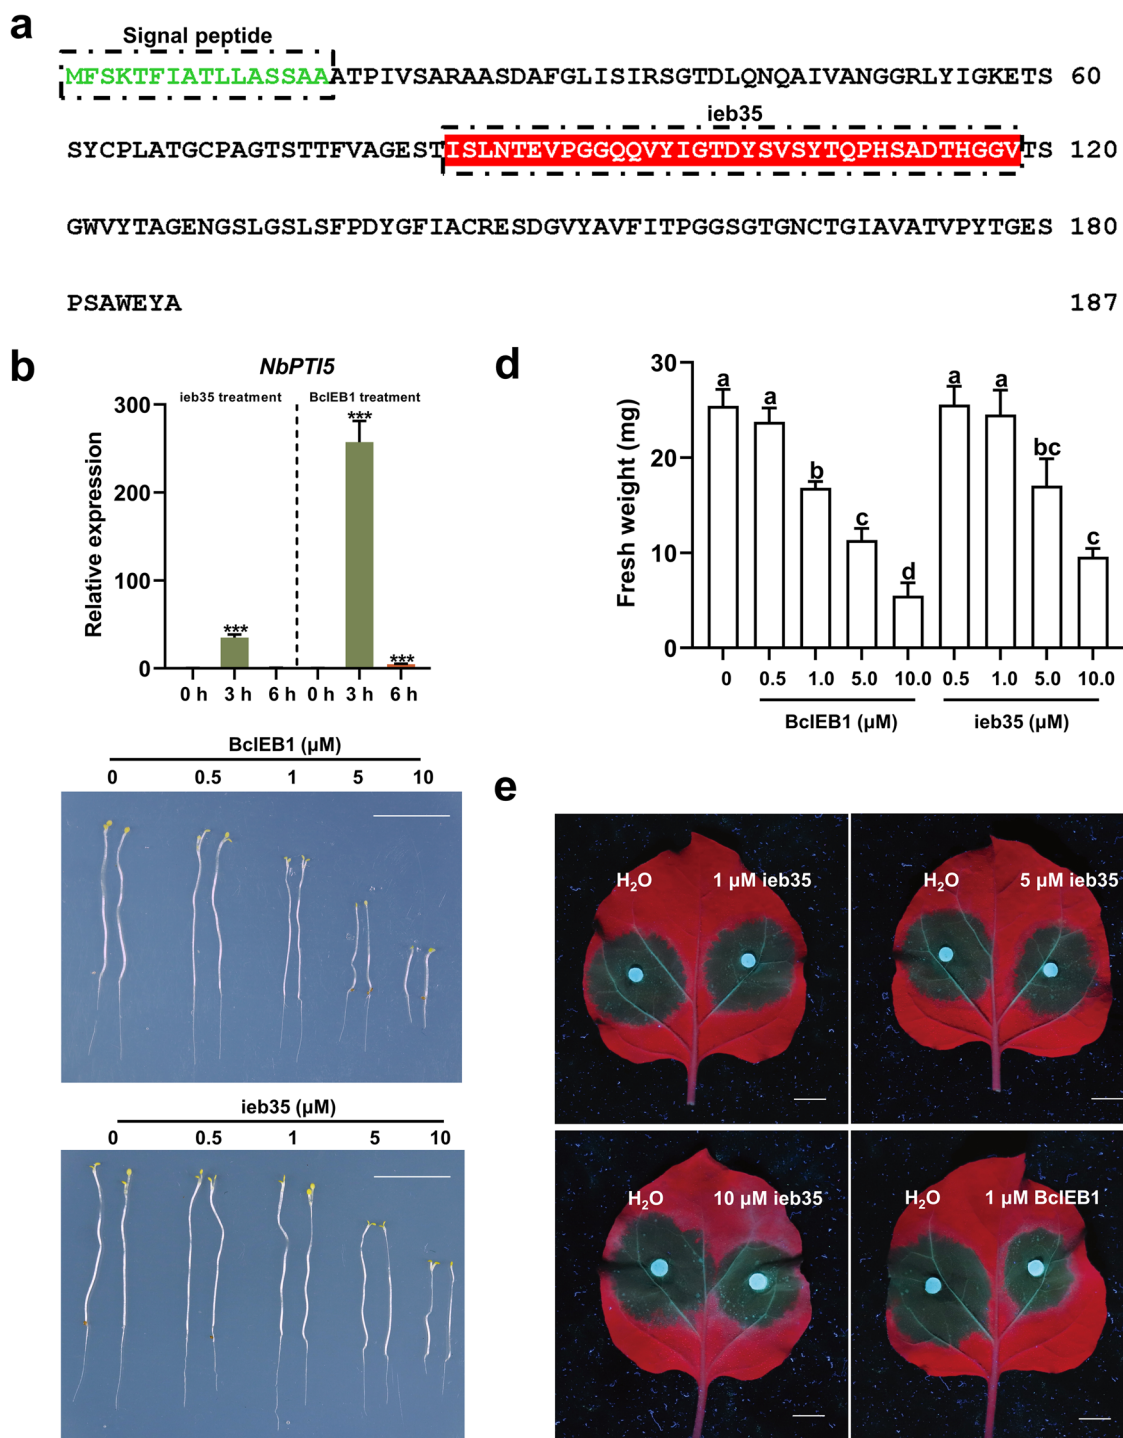 a
Signal peptide
MFSKTFIATLLASSAAATPIVSARAASDAFGLISIRSGTDLQNQAIVANGGRLYIGKETS 60
ieb35
SYCPLATGCPAGTSTTFVAGESTISLNTEVPGGQQVYIGTDYSVSYTQPHSADTHGGVTS 120
GWVYTAGENGSLGSLSFPDYGFIACRESDGVYAVFITPGGSGTGNCTGIAVATVPYTGES 180
PSAWEYA 187
b
NbPTI5
ieb35 treatment BcIEB1 treatment
Relative expression
300
200
100
0
***
***
***
0 h 3 h 6 h 0 h 3 h 6 h
BcIEB1 (μM)
0 0.5 1 5 10
ieb35 (μM)
0 0.5 1 5 10
d
Fresh weight (mg)
30
20
10
0
a a b c d a a bc c
0 0.5 1.0 5.0 10.0 0.5 1.0 5.0 10.0
BcIEB1 (μM) ieb35 (μM)
e
H2O 1 μM ieb35
H2O 5 μM ieb35
H2O 10 μM ieb35
H2O 1 μM BcIEB1